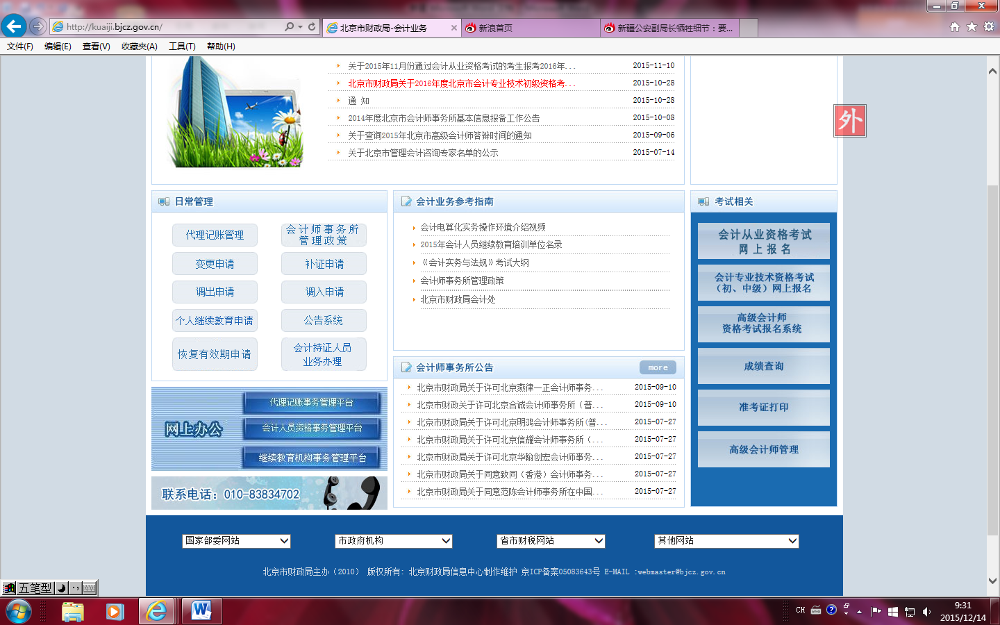 http://kuaiji.bjcz.gov.cn/
北京市财政局-会计业务
新浪首页
新疆公安副局长牺牲细节：要...
文件(F) 编辑(E) 查看(V) 收藏夹(A) 工具(T) 帮助(H)
关于2015年11月份通过会计从业资格考试的考生报考2016年... 2015-11-10
北京市财政局关于2016年度北京市会计专业技术初级资格考... 2015-10-28
通 知 2015-10-28
2014年度北京市会计师事务所基本信息报备工作公告 2015-10-08
关于查询2015年北京市高级会计师答辩时间的通知 2015-09-06
关于北京市管理会计咨询专家名单的公示 2015-07-14
外
日常管理
代理记账管理
会计师事务所
管理政策
变更申请
补证申请
调出申请
调入申请
个人继续教育申请
公告系统
恢复有效期申请
会计持证人员
业务办理
网上办公
代理记账事务管理平台
会计人员资格事务管理平台
继续教育机构事务管理平台
联系电话：010-83834702
会计业务参考指南
会计电算化实务操作环境介绍视频
2015年会计人员继续教育培训单位名录
《会计实务与法规》考试大纲
会计师事务所管理政策
北京市财政局会计处
会计师事务所公告
more
北京市财政局关于许可北京燕律一正会计师事务... 2015-09-10
北京市财政关于许可北京合诚会计师事务所（普... 2015-09-10
北京市财政局关于许可北京明鸿会计师事务所(普... 2015-07-27
北京市财政局关于许可北京信耀会计师事务所（... 2015-07-27
北京市财政局关于许可北京华翰创宏会计师事务... 2015-07-27
北京市财政局关于同意致同（香港）会计师事务... 2015-07-27
北京市财政局关于同意范陈会计师事务所在中国... 2015-07-27
考试相关
会计从业资格考试
网 上 报 名
会计专业技术资格考试
（初、中级）网上报名
高级会计师
资格考试报名系统
成绩查询
准考证打印
高级会计师管理
国家部委网站
市政府机构
省市财税网站
其他网站
北京市财政局主办（2010） 版权所有: 北京财政局信息中心制作维护 京ICP备案05083643号 E-MAIL :webmaster@bjcz.gov.cn
五笔型
CH
9:31
2015/12/14